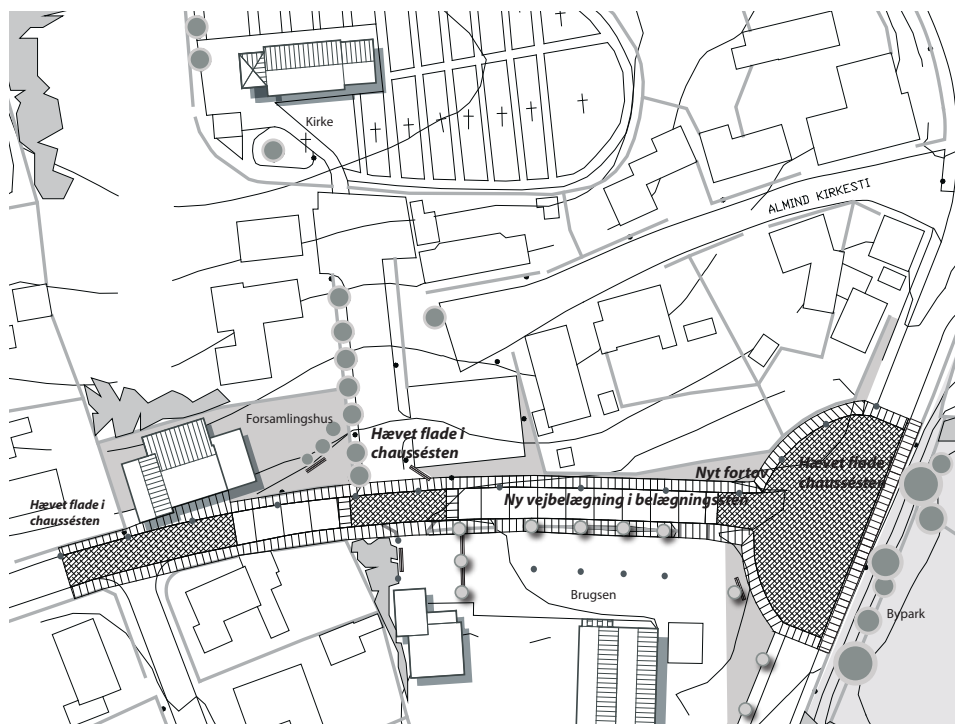 Kirke
ALMIND KIRKESTI
Forsamlingshus
Hævet flade i
chaussésten
Nyt fortov
Hævet flade i
chaussésten
Hævet flade i
chaussésten
Ny vejbelægning i belægningssten
Brugsen
Bypark